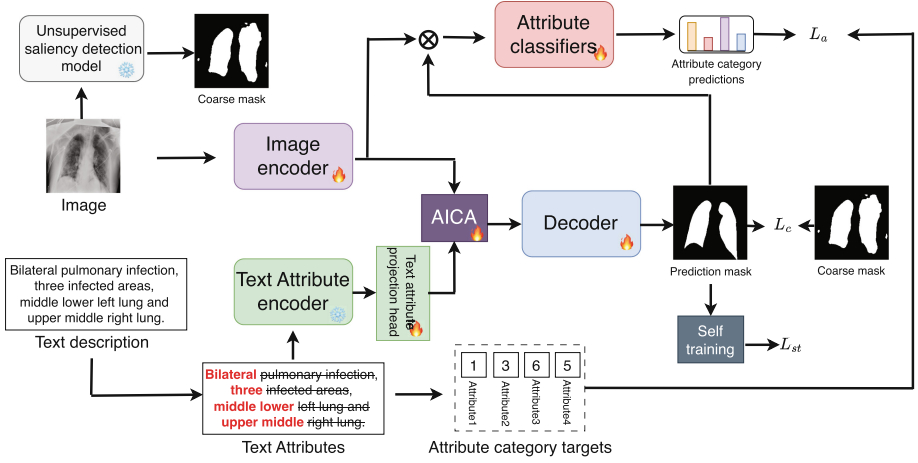 Unsupervised
saliency detection
model
Coarse mask
Image
Image
encoder
Attribute
classifiers
Attribute category
predictions
Lₐ
AICA
Decoder
Prediction mask
L_c
Coarse mask
Self
training
L_st
Bilateral pulmonary infection,
three infected areas,
middle lower left lung and
upper middle right lung.
Text description
Text Attribute
encoder
Text attribute
projection head
Bilateral pulmonary infection,
three infected areas,
middle lower left lung and
upper middle right lung.
Text Attributes
1
3
6
5
Attribute1
Attribute2
Attribute3
Attribute4
Attribute category targets